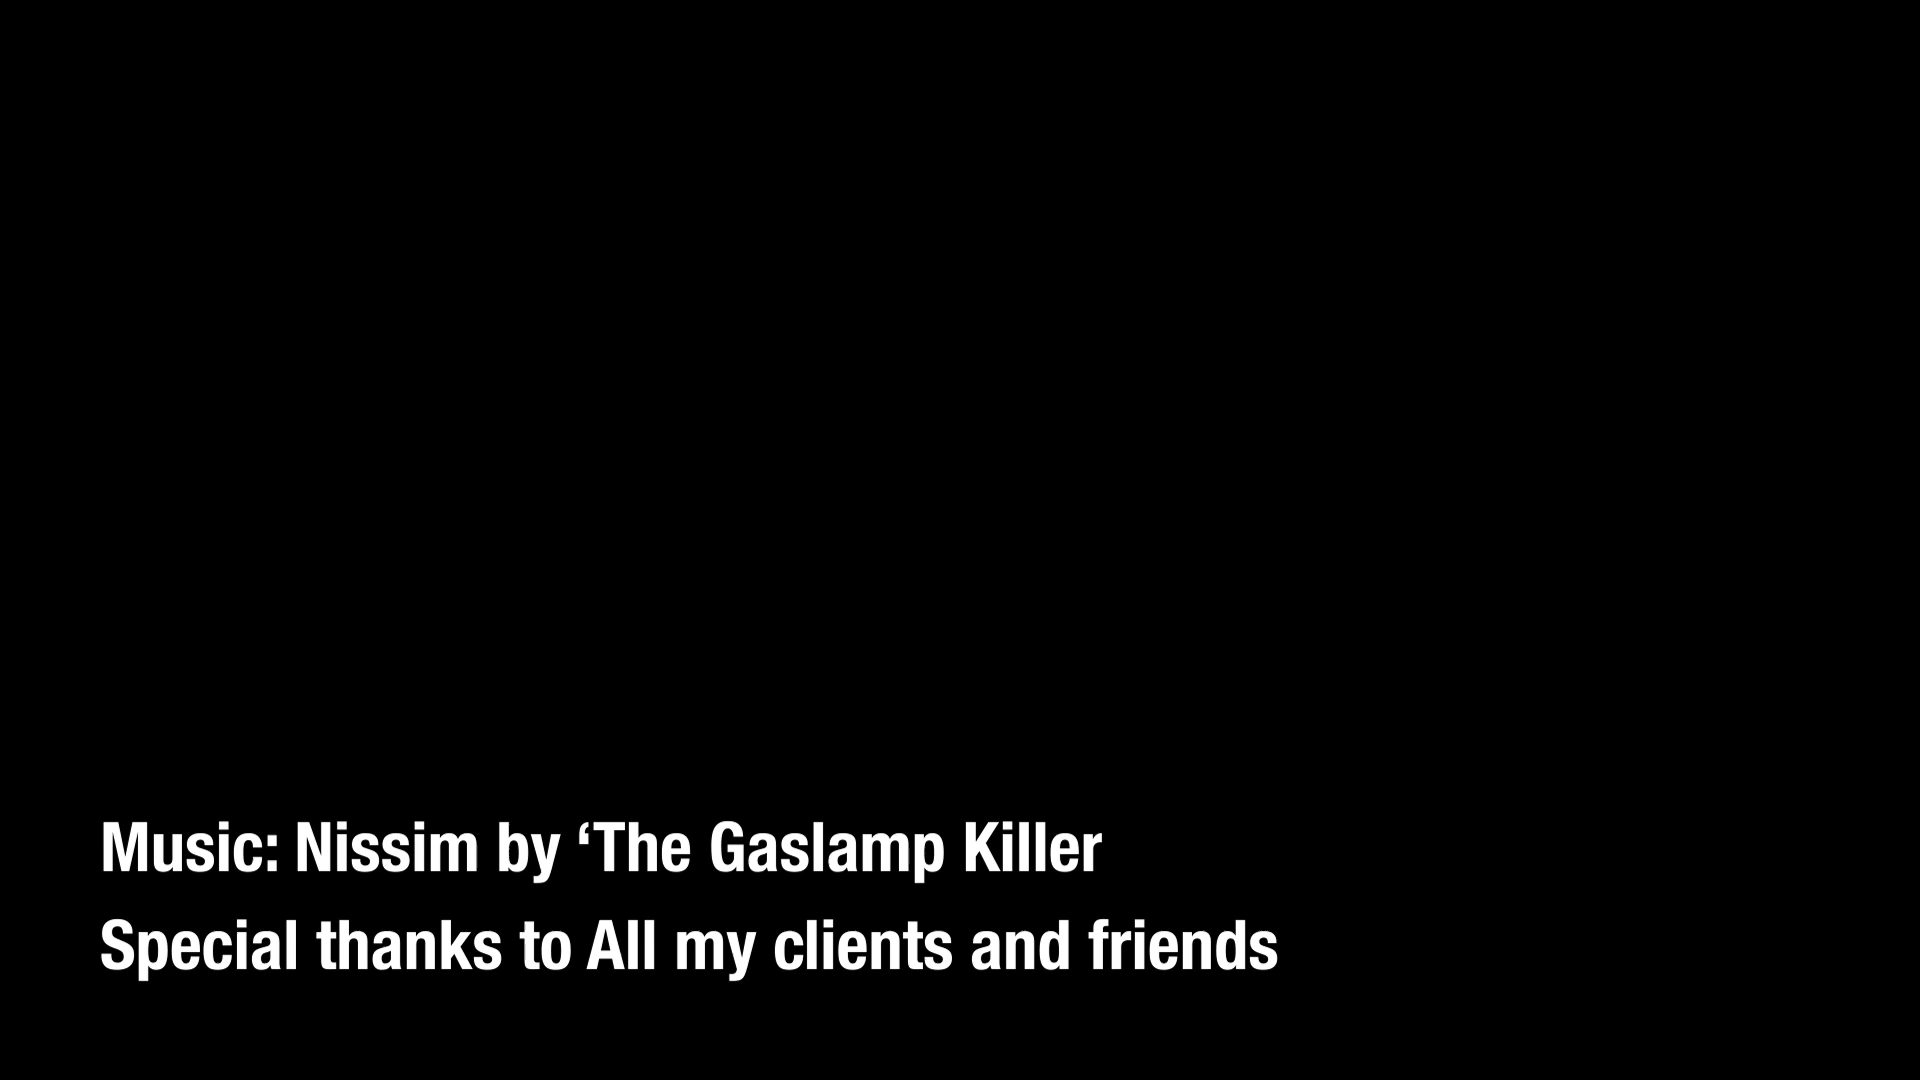 Music: Nissim by ‘The Gaslamp Killer
Special thanks to All my clients and friends